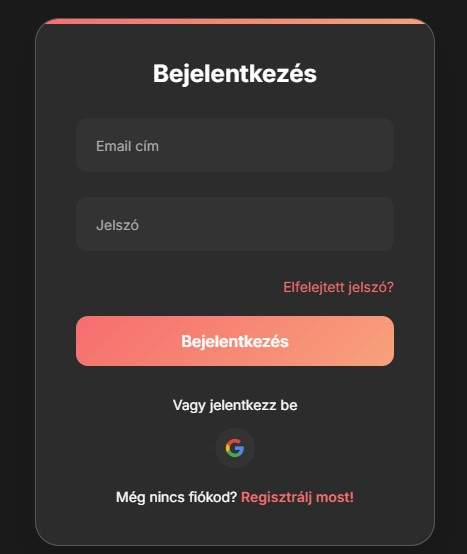 Bejelentkezés
Email cím
Jelszó
Elfelejtett jelszó?
Bejelentkezés
Vagy jelentkezz be
Még nincs fiókod? Regisztrálj most!